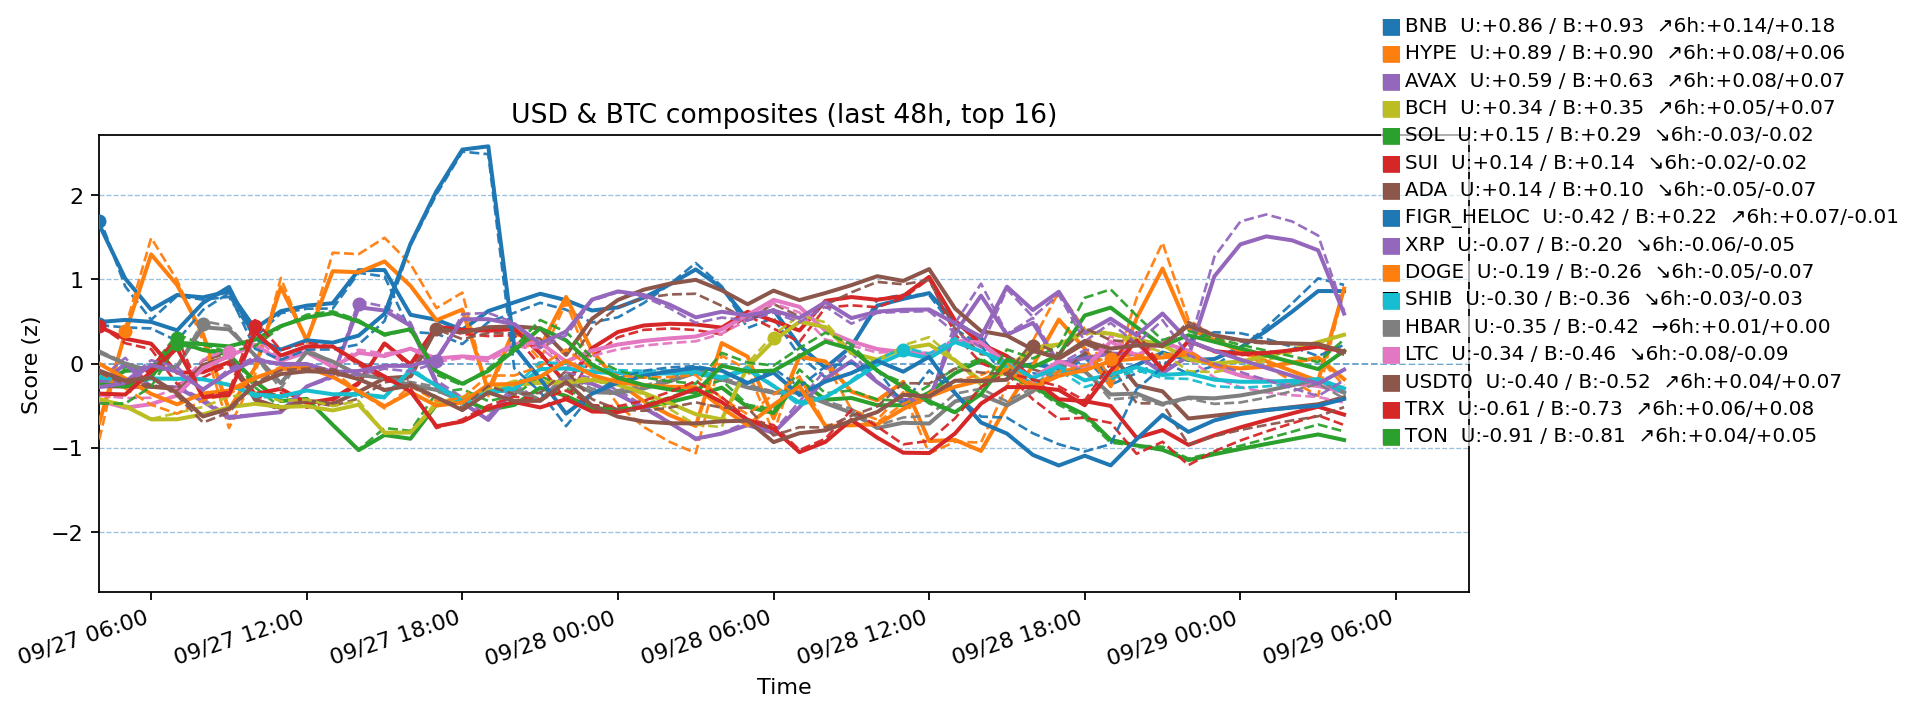 BNB  U:+0.86 / B:+0.93  ↗6h:+0.14/+0.18
HYPE  U:+0.89 / B:+0.90  ↗6h:+0.08/+0.06
AVAX  U:+0.59 / B:+0.63  ↗6h:+0.08/+0.07
BCH  U:+0.34 / B:+0.35  ↗6h:+0.05/+0.07
SOL  U:+0.15 / B:+0.29  ↘6h:-0.03/-0.02
SUI  U:+0.14 / B:+0.14  ↘6h:-0.02/-0.02
ADA  U:+0.14 / B:+0.10  ↘6h:-0.05/-0.07
FIGR_HELOC  U:-0.42 / B:+0.22  ↗6h:+0.07/-0.01
XRP  U:-0.07 / B:-0.20  ↘6h:-0.06/-0.05
DOGE  U:-0.19 / B:-0.26  ↘6h:-0.05/-0.07
SHIB  U:-0.30 / B:-0.36  ↘6h:-0.03/-0.03
HBAR  U:-0.35 / B:-0.42  →6h:+0.01/+0.00
LTC  U:-0.34 / B:-0.46  ↘6h:-0.08/-0.09
USDT0  U:-0.40 / B:-0.52  ↗6h:+0.04/+0.07
TRX  U:-0.61 / B:-0.73  ↗6h:+0.06/+0.08
TON  U:-0.91 / B:-0.81  ↗6h:+0.04/+0.05
USD & BTC composites (last 48h, top 16)
Score (z)
2
1
0
−1
−2
09/27 06:00
09/27 12:00
09/27 18:00
09/28 00:00
09/28 06:00
09/28 12:00
09/28 18:00
09/29 00:00
09/29 06:00
Time